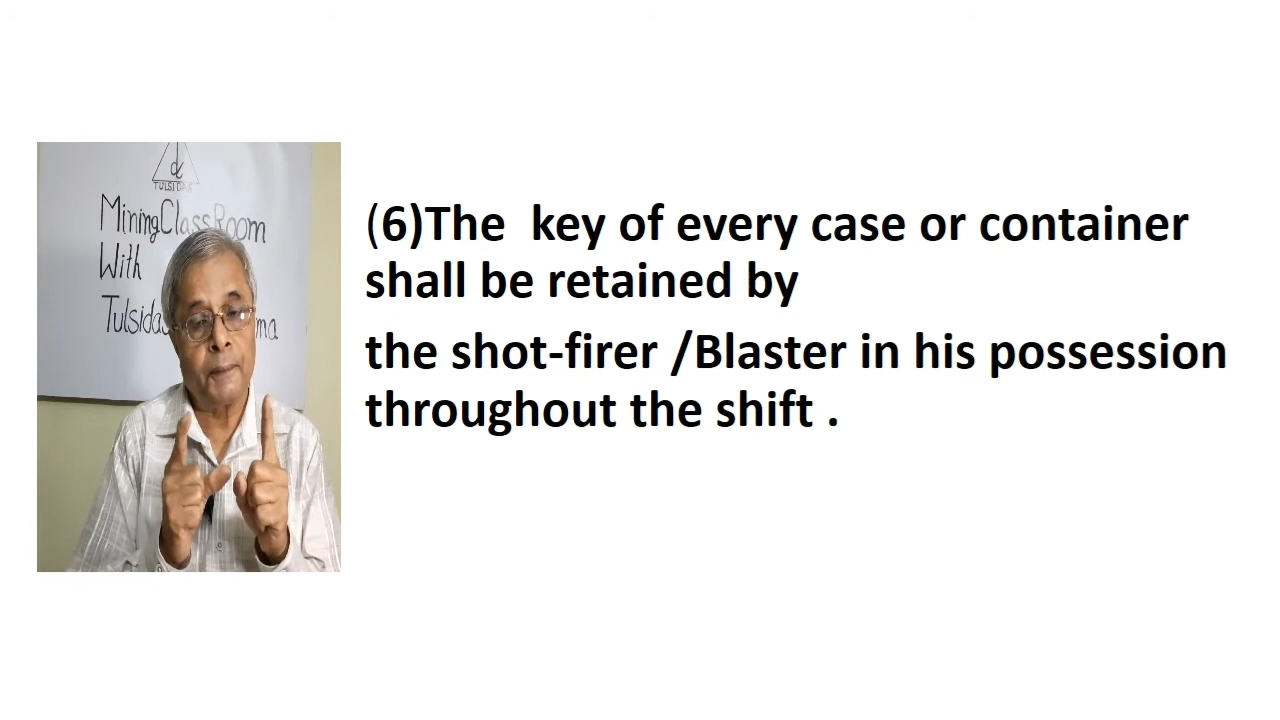 TULSIDAS
MiningClassRoom
With
Tulsidas
ma
(6)The key of every case or container
shall be retained by
the shot-firer /Blaster in his possession
throughout the shift .